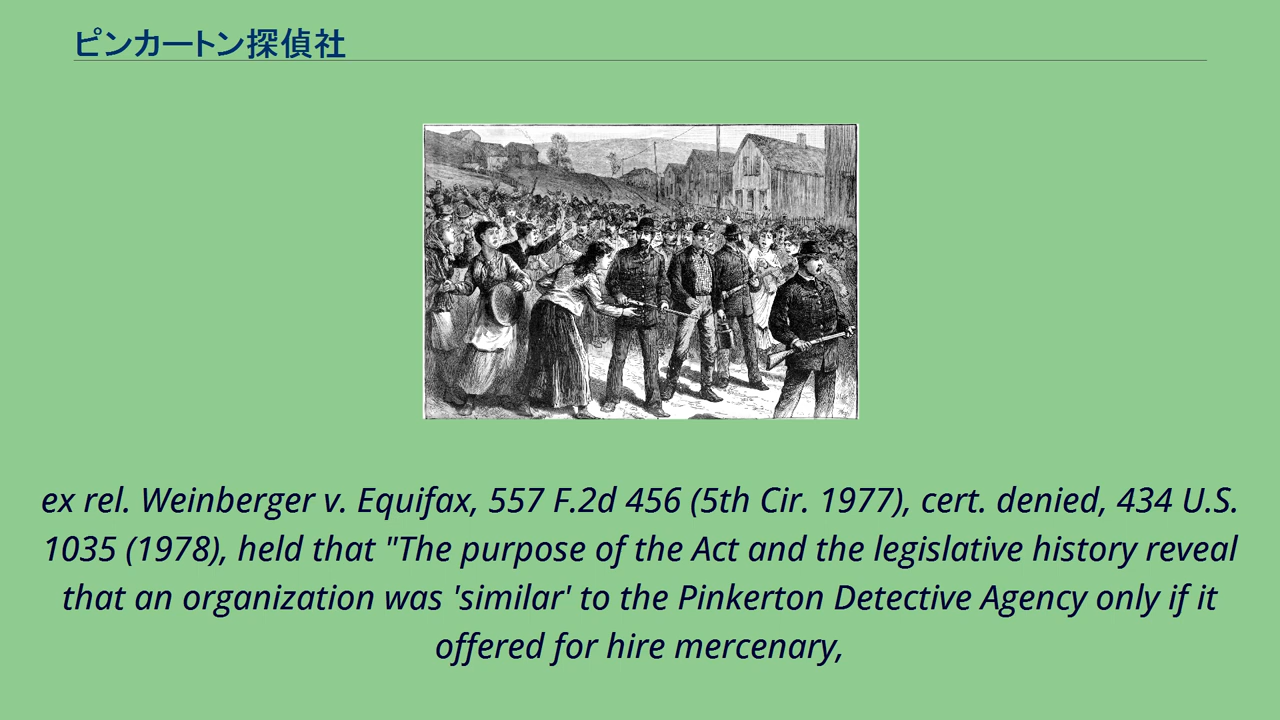 ピンカートン探偵社
ex rel. Weinberger v. Equifax, 557 F.2d 456 (5th Cir. 1977), cert. denied, 434 U.S.
1035 (1978), held that "The purpose of the Act and the legislative history reveal
that an organization was 'similar' to the Pinkerton Detective Agency only if it
offered for hire mercenary,